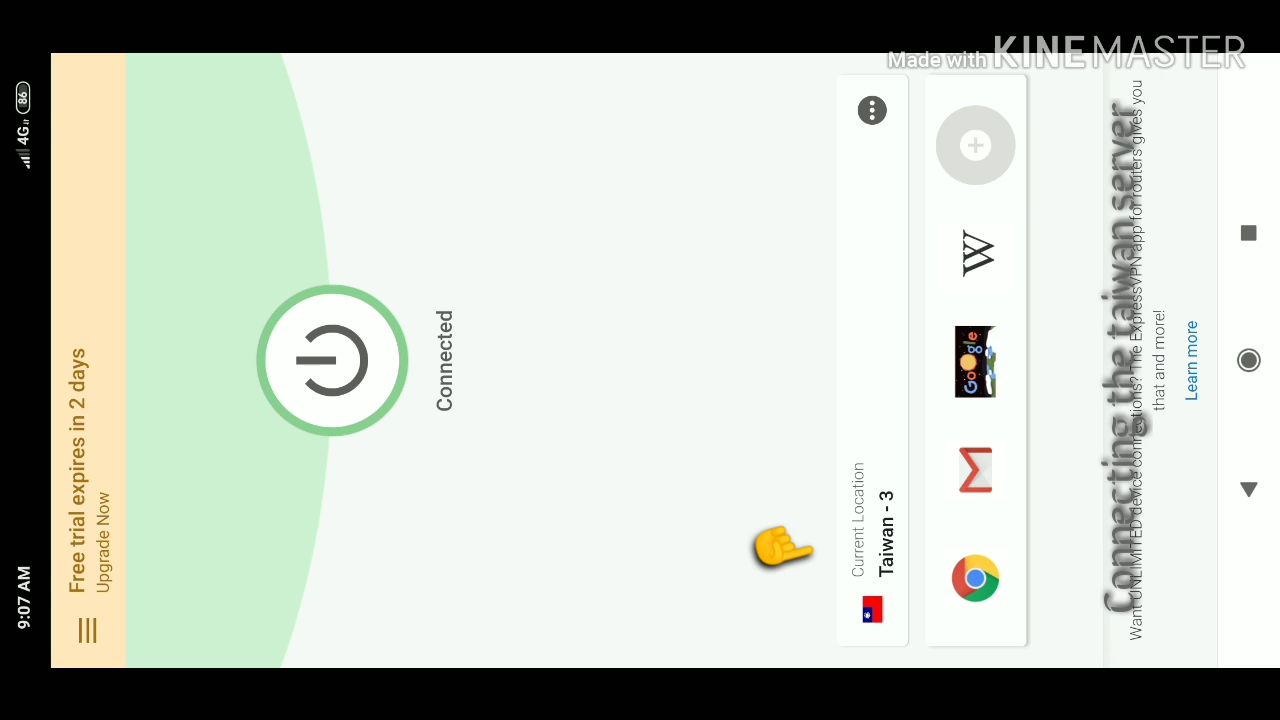 Made with KINEMASTER
9:07 AM
4G
86
Free trial expires in 2 days
Upgrade Now
Connected
Current Location
Taiwan - 3
Google
W
Connecting the taiwan server
Want UNLIMITED device connections? The ExpressVPN app for routers gives you
that and more!
Learn more